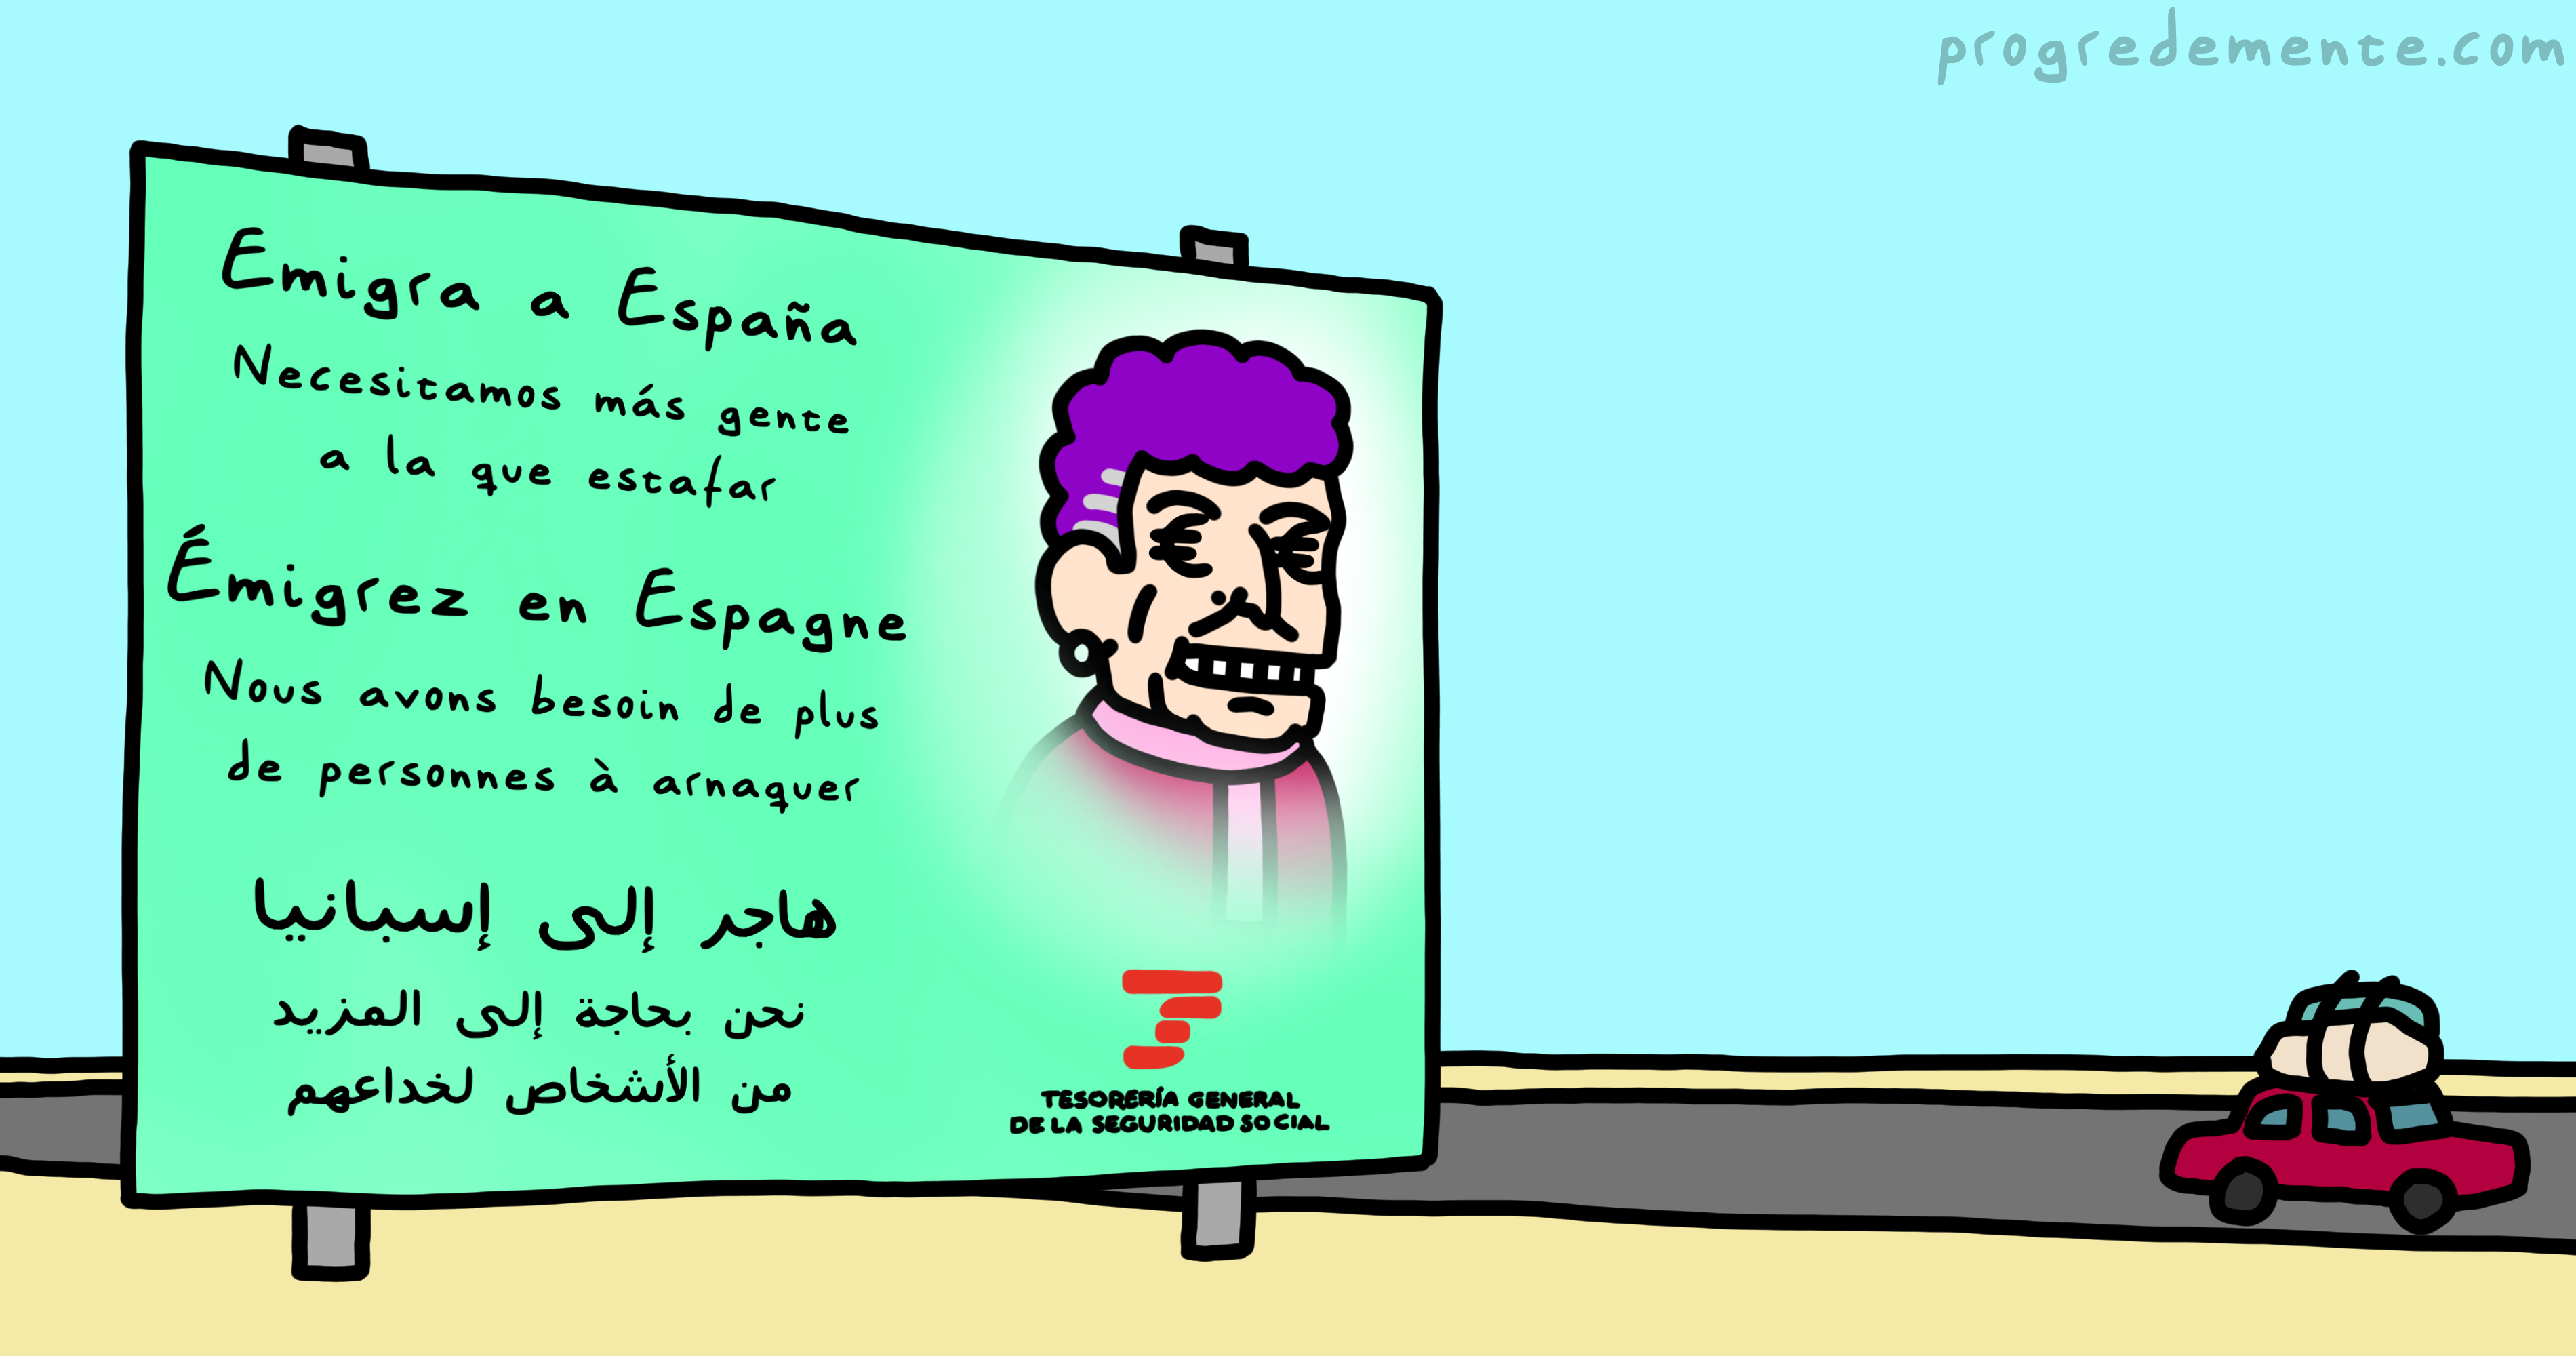 progredemente.com
Emigra a España
Necesitamos más gente
a la que estafar
Émigrez en Espagne
Nous avons besoin de plus
de personnes à arnaquer
هاجر إلى إسبانيا
نحن بحاجة إلى المزيد
من الأشخاص لخداعهم
TESORERÍA GENERAL
DE LA SEGURIDAD SOCIAL